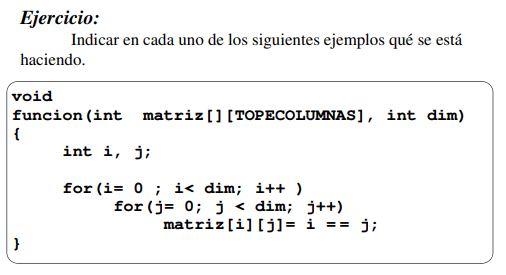 Ejercicio:
Indicar en cada uno de los siguientes ejemplos qué se está
haciendo.
void
funcion(int  matriz[][TOPECOLUMNAS], int dim)
{
int i, j;
for(i= 0 ; i< dim; i++ )
for(j= 0; j < dim; j++)
matriz[i][j]= i == j;
}